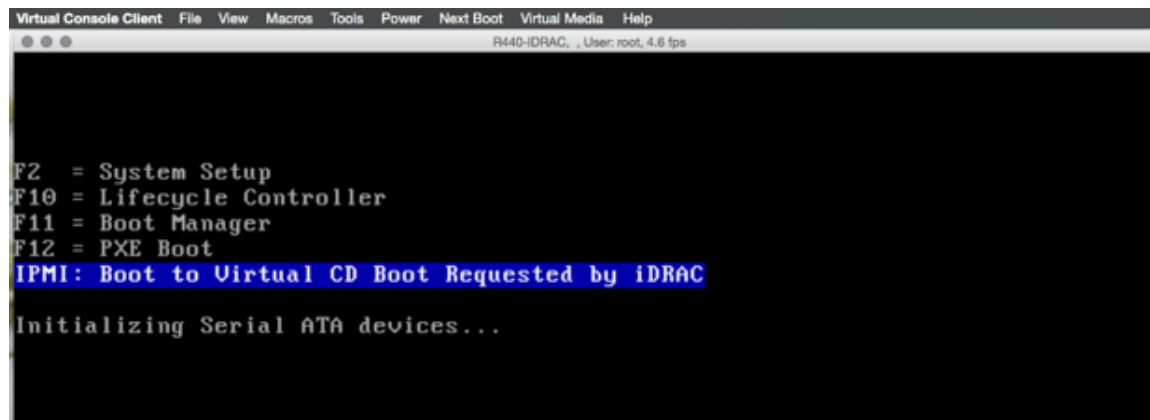 Virtual Console Client File View Macros Tools Power Next Boot Virtual Media Help
R440-IDRAC, , User: root, 4.6 fps
F2 = System Setup
F10 = Lifecycle Controller
F11 = Boot Manager
F12 = PXE Boot
IPMI: Boot to Virtual CD Boot Requested by iDRAC
Initializing Serial ATA devices...